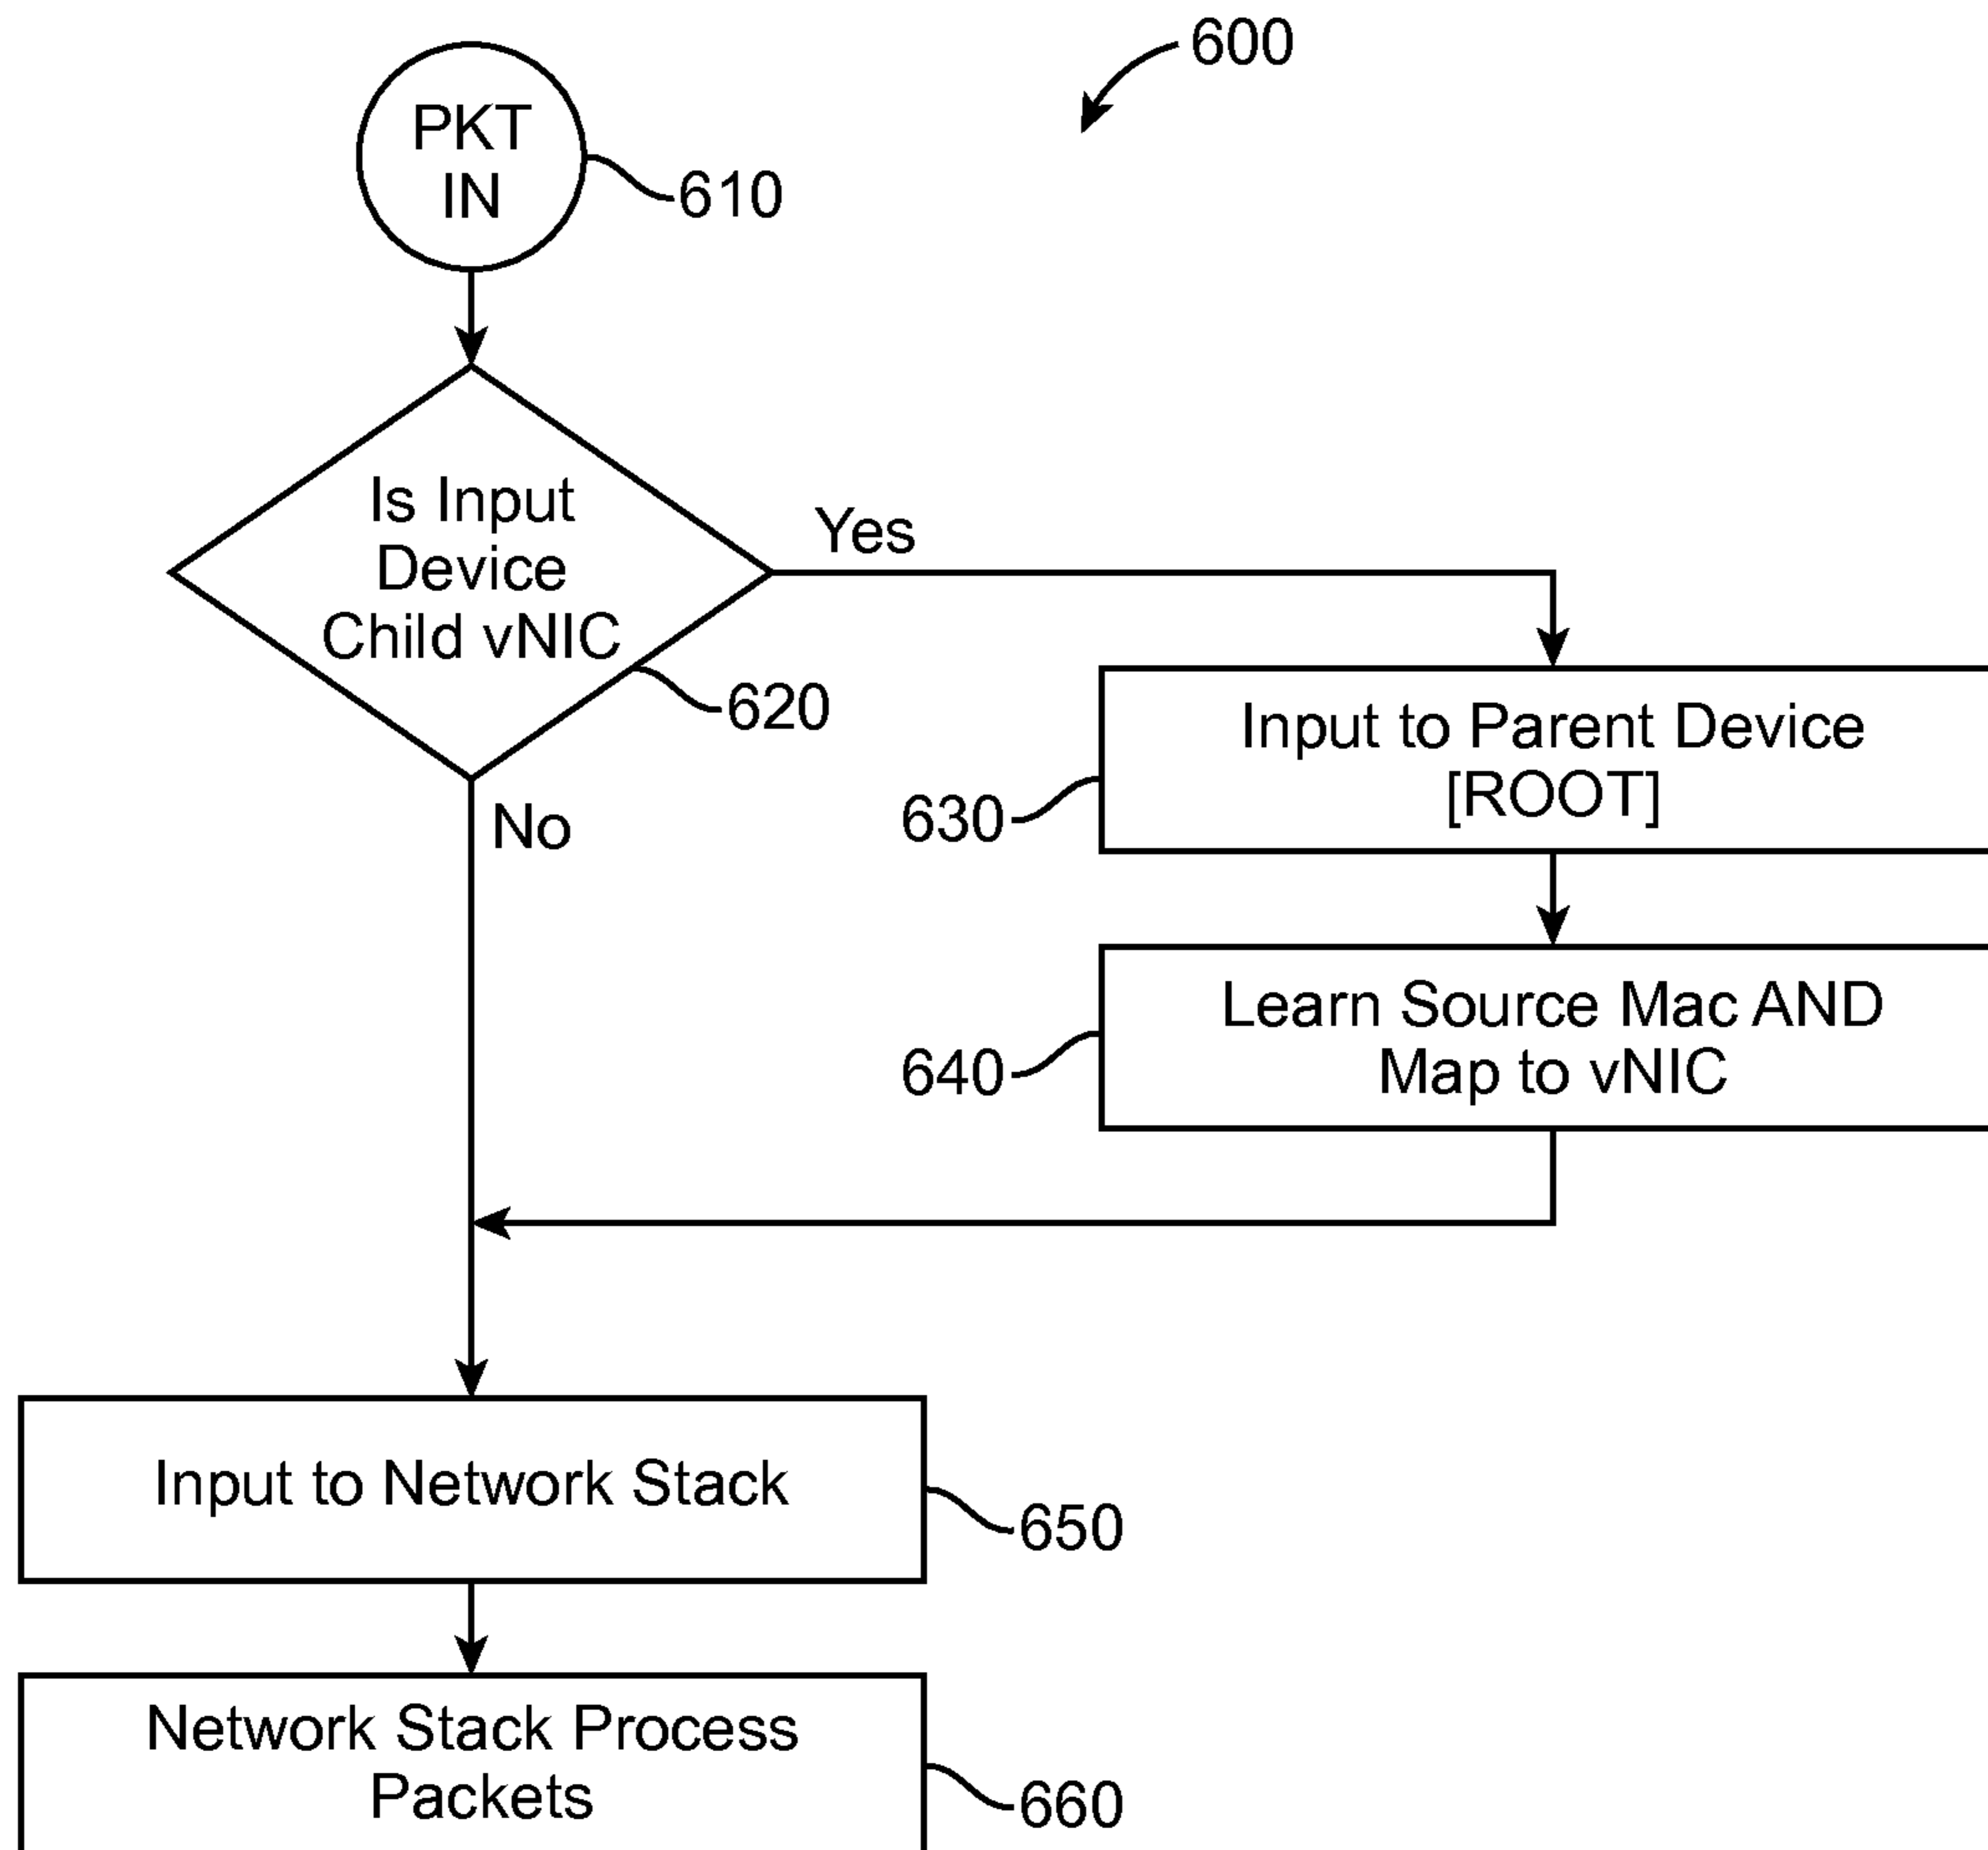 600
PKT
IN
610
Is Input
Device
Child vNIC
620
Yes
No
Input to Parent Device
[ROOT]
630
Learn Source Mac AND
Map to vNIC
640
Input to Network Stack
650
Network Stack Process
Packets
660